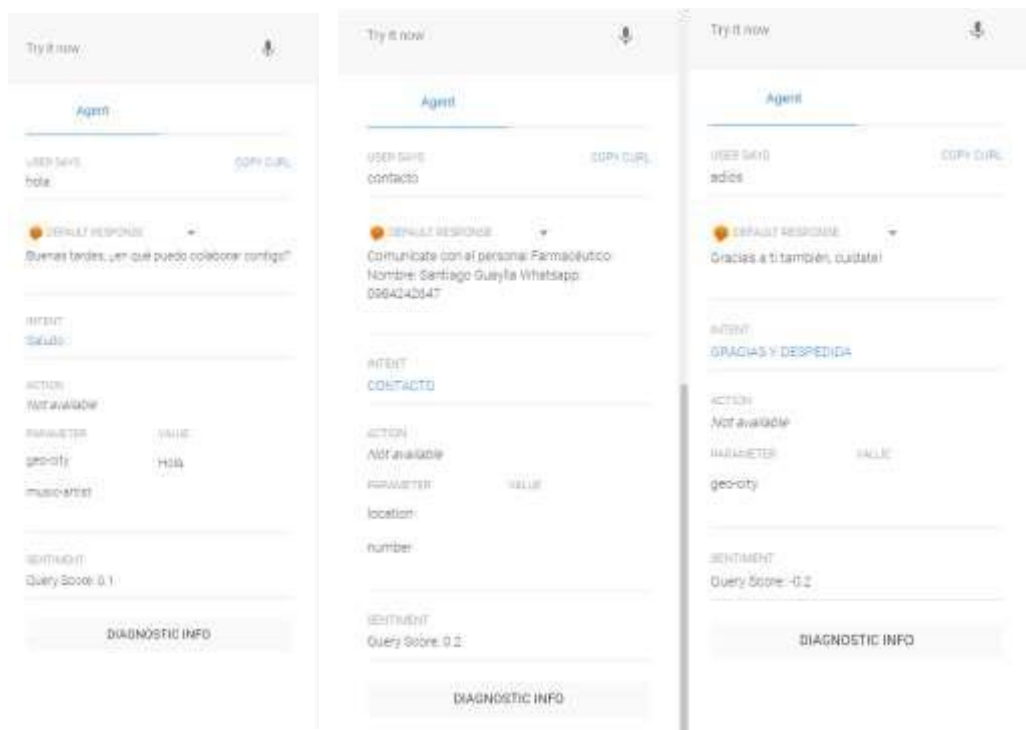 Try it now
Agent
USER SAYS COPY CURL
hola
DEFAULT RESPONSE
Buenas tardes, ¿en qué puedo colaborar contigo?
INTENT
Saludo
ACTION
Not available
PARAMETER VALUE
geo-city Hola
music-artist
SENTIMENT
Query Score: 0.1
DIAGNOSTIC INFO
Try it now
Agent
USER SAYS COPY CURL
contacto
DEFAULT RESPONSE
Comunicate con el personal Farmacéutico:
Nombre: Santiago Guaylla Whatsapp:
0984242847
INTENT
CONTACTO
ACTION
Not available
PARAMETER VALUE
location
number
SENTIMENT
Query Score: 0.2
DIAGNOSTIC INFO
Try it now
Agent
USER SAYS COPY CURL
adios
DEFAULT RESPONSE
Gracias a ti también, cuidate!
INTENT
GRACIAS Y DESPEDIDA
ACTION
Not available
PARAMETER VALUE
geo-city
SENTIMENT
Query Score: -0.2
DIAGNOSTIC INFO